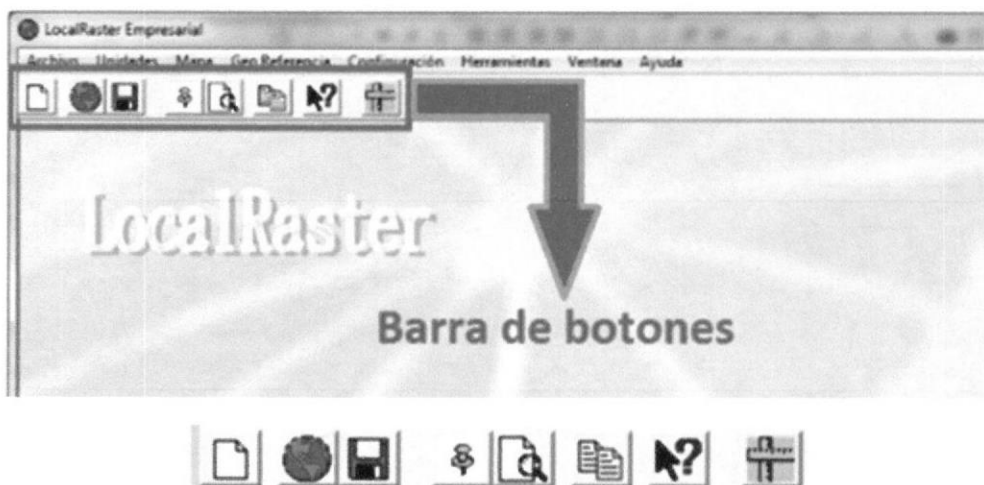 LocalRaster Empresarial
Archivo Unidades Mapa Geo Referencia Configuración Herramientas Ventana Ayuda
LocalRaster
Barra de botones